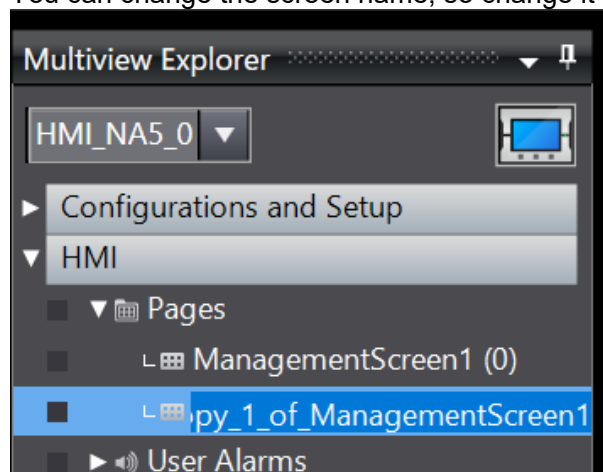 You can change the screen name, so change it
Multiview Explorer
HMI_NA5_0
Configurations and Setup
HMI
Pages
ManagementScreen1 (0)
opy_1_of_ManagementScreen1
User Alarms